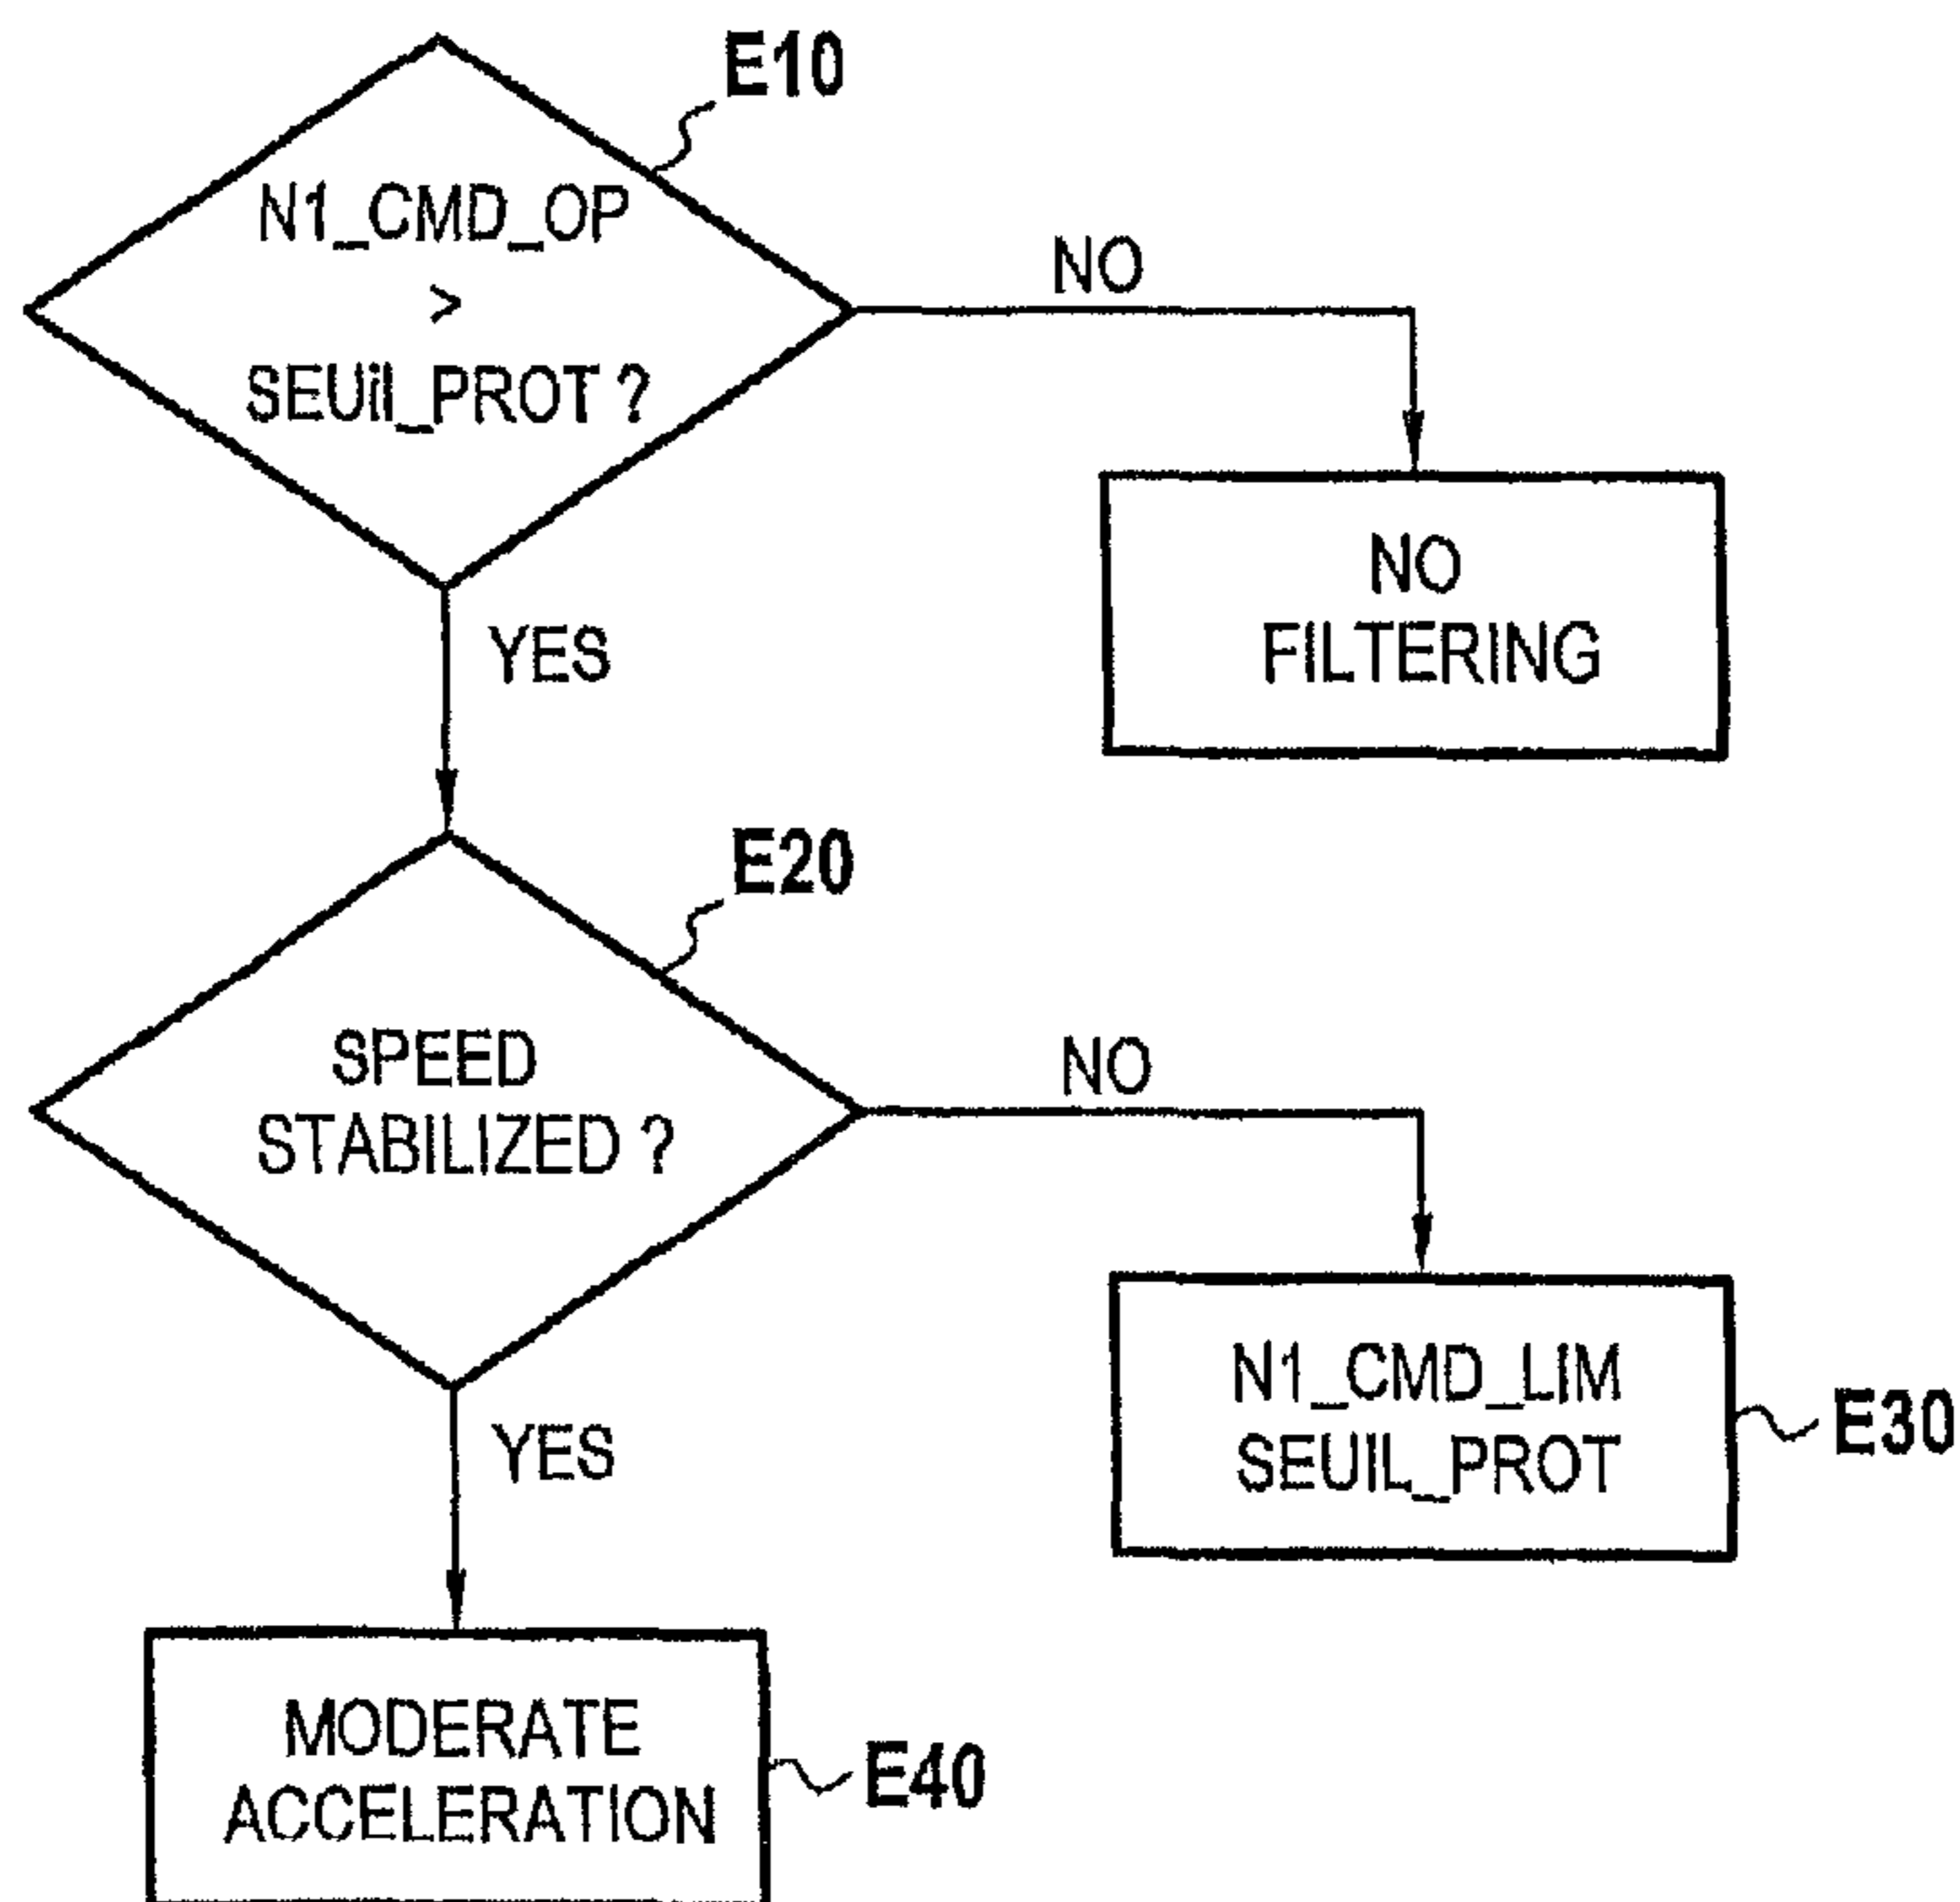 E10
N1_CMD_OP
>
SEUil_PROT ?
NO
NO
FILTERING
YES
E20
SPEED
STABILIZED ?
NO
N1_CMD_LIM
SEUIL_PROT
E30
YES
MODERATE
ACCELERATION
E40